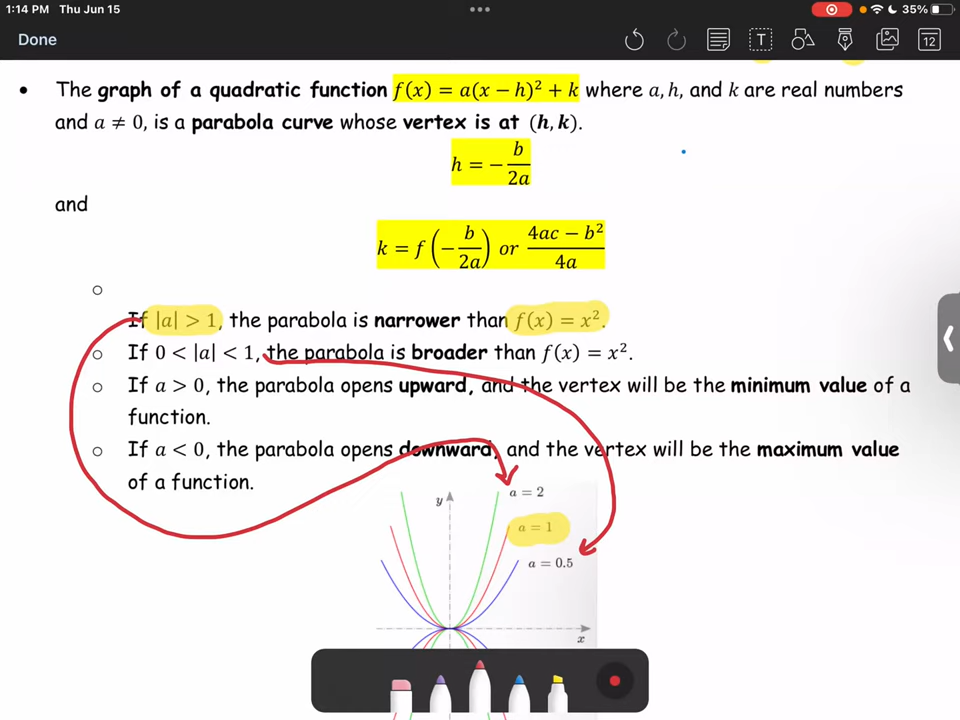 1:14 PM Thu Jun 15
35%
Done
T
12
• The graph of a quadratic function f(x) = a(x − h)² + k where a, h, and k are real numbers
and a ≠ 0, is a parabola curve whose vertex is at (h, k).
h = − b/2a
and
k = f(− b/2a) or (4ac − b²)/4a
If |a| > 1, the parabola is narrower than f(x) = x².
If 0 < |a| < 1, the parabola is broader than f(x) = x².
If a > 0, the parabola opens upward, and the vertex will be the minimum value of a
function.
If a < 0, the parabola opens downward, and the vertex will be the maximum value
of a function.
y
a = 2
a = 1
a = 0.5
x